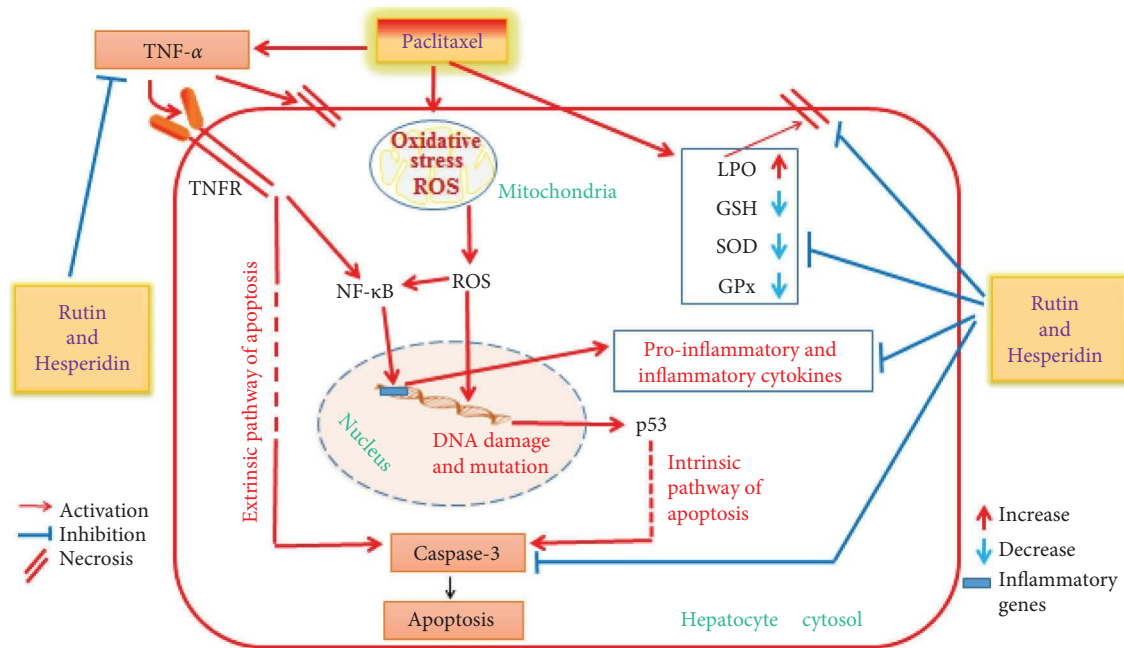 TNF-α
Paclitaxel
Oxidative
stress
ROS
Mitochondria
TNFR
LPO
GSH
SOD
GPx
NF-κB
ROS
Rutin
and
Hesperidin
Rutin
and
Hesperidin
Pro-inflammatory and
inflammatory cytokines
Extrinsic pathway of apoptosis
Nucleus
DNA damage
and mutation
p53
Intrinsic
pathway of
apoptosis
Caspase-3
Apoptosis
Hepatocyte cytosol
Activation
Inhibition
Necrosis
Increase
Decrease
Inflammatory
genes